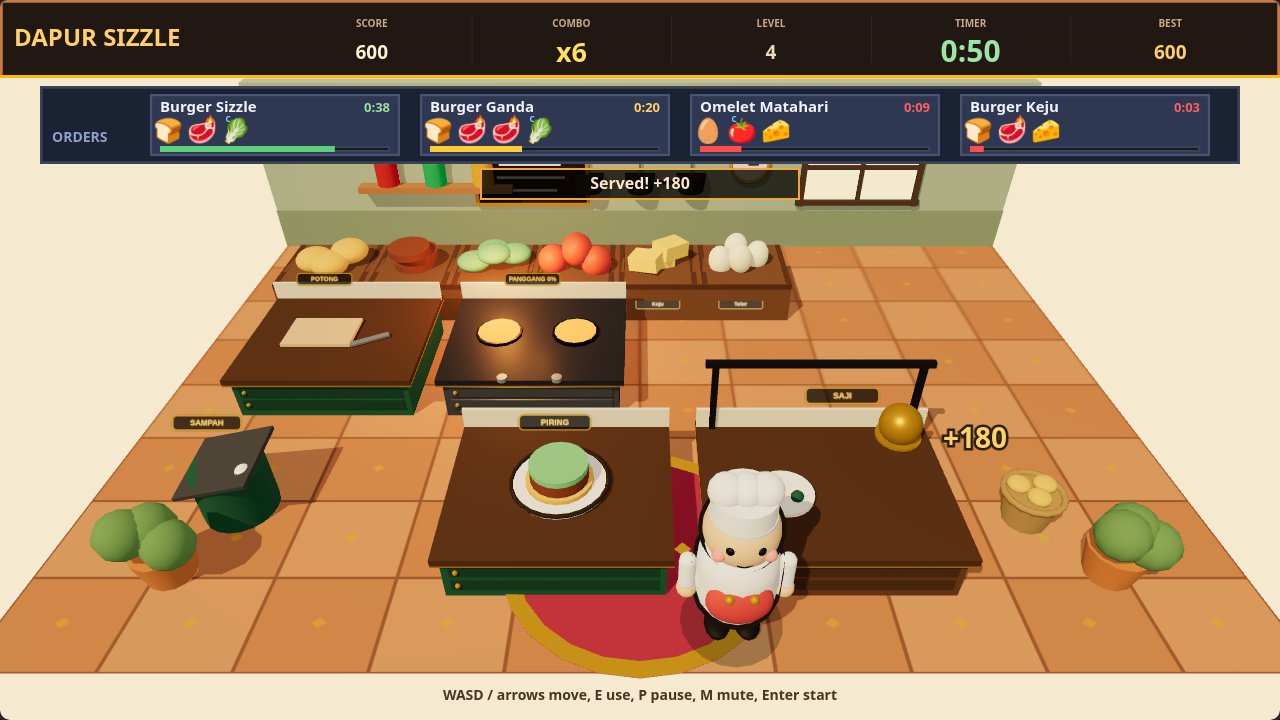 DAPUR SIZZLE
SCORE
600
COMBO
x6
LEVEL
4
TIMER
0:50
BEST
600
ORDERS
Burger Sizzle 0:38
c
Burger Ganda 0:20
c
Omelet Matahari 0:09
c
Burger Keju 0:03
Served! +180
POTONG
PANGGANG 0%
Keju
Telur
SAMPAH
PIRING
SAJI
+180
WASD / arrows move, E use, P pause, M mute, Enter start